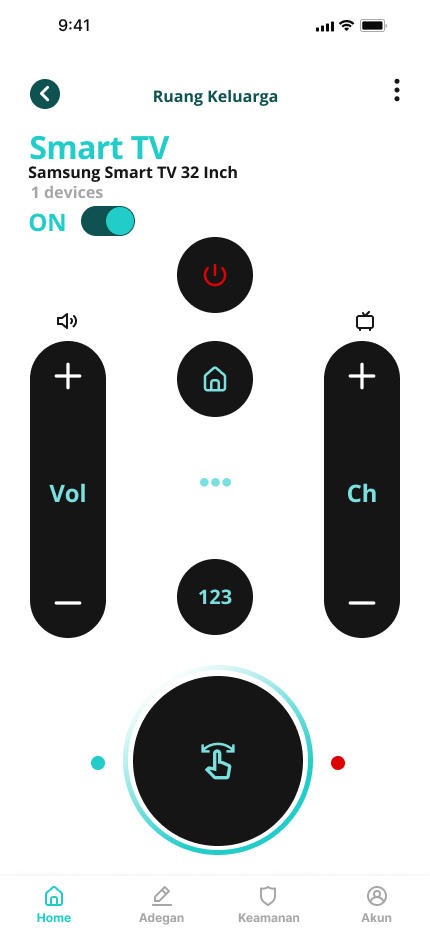 9:41
Ruang Keluarga
Smart TV
Samsung Smart TV 32 Inch
1 devices
ON
Vol
Ch
123
Home
Adegan
Keamanan
Akun